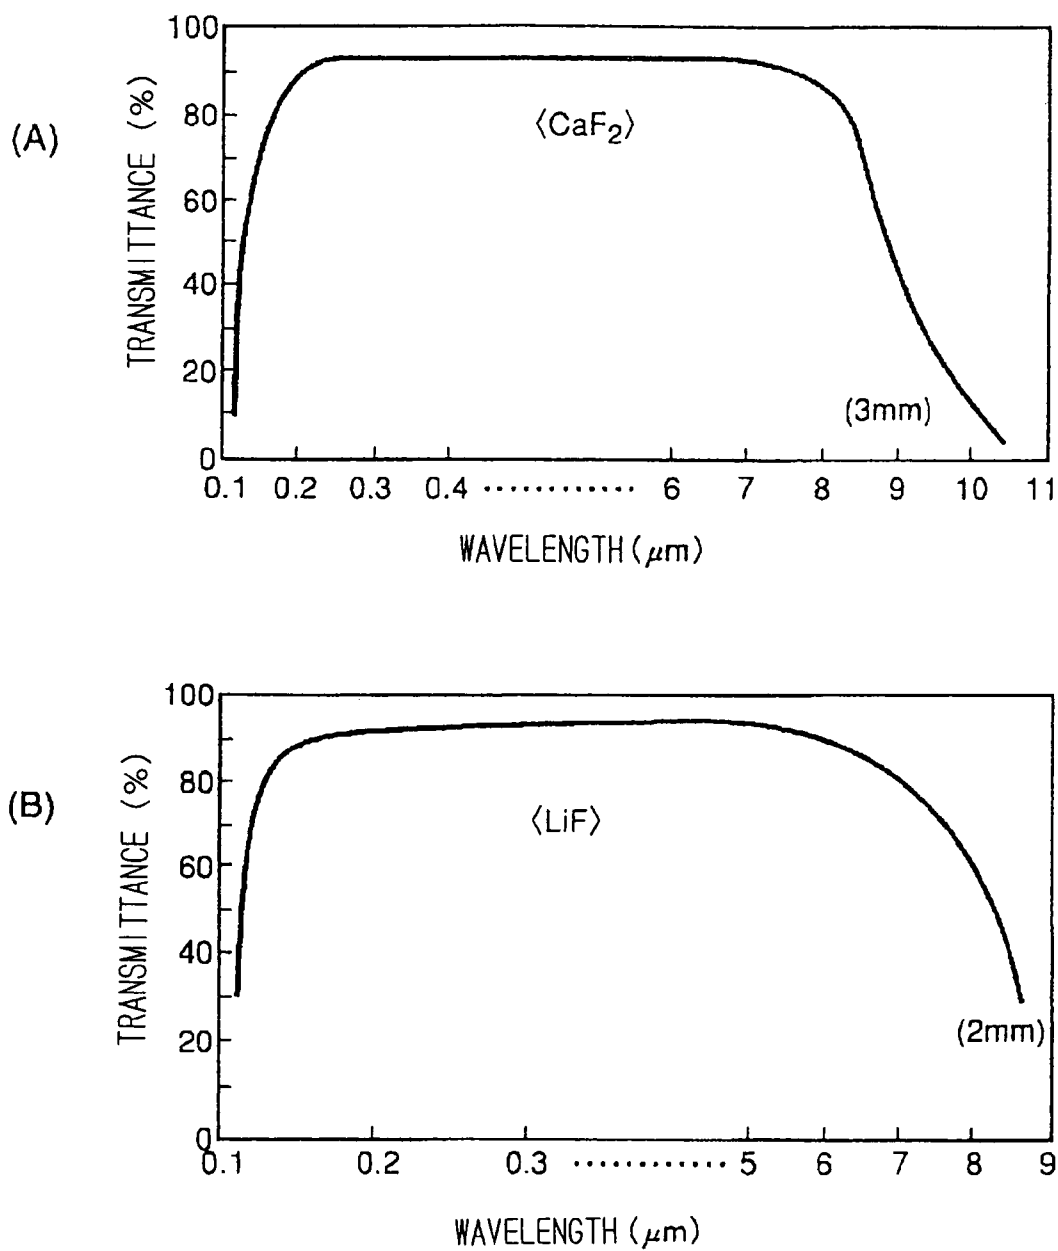 (A)
TRANSMITTANCE (%)
100
80
60
40
20
0
⟨CaF2⟩
(3mm)
0.1 0.2 0.3 0.4 ·············· 6 7 8 9 10 11
WAVELENGTH (μm)
(B)
TRANSMITTANCE (%)
100
80
60
40
20
0
⟨LiF⟩
(2mm)
0.1 0.2 0.3 ·············· 5 6 7 8 9
WAVELENGTH (μm)